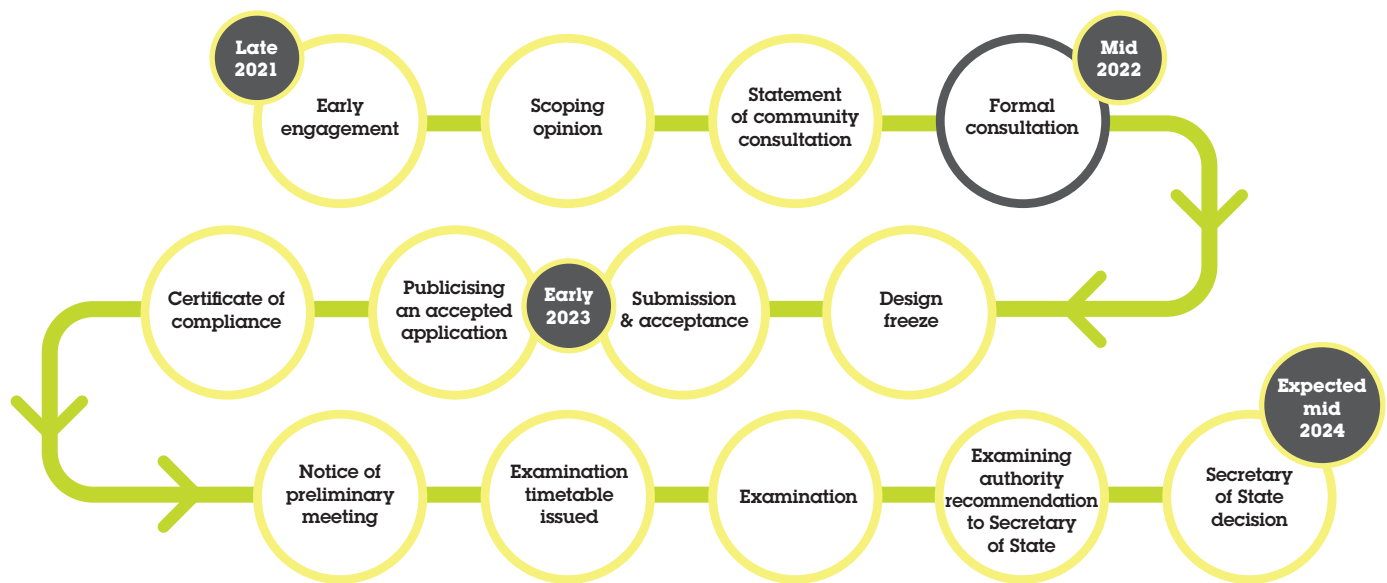 Late
2021
Early
engagement
Scoping
opinion
Statement
of community
consultation
Formal
consultation
Mid
2022
Design
freeze
Submission
& acceptance
Early
2023
Publicising
an accepted
application
Certificate of
compliance
Notice of
preliminary
meeting
Examination
timetable
issued
Examination
Examining
authority
recommendation
to Secretary
of State
Secretary
of State
decision
Expected
mid
2024